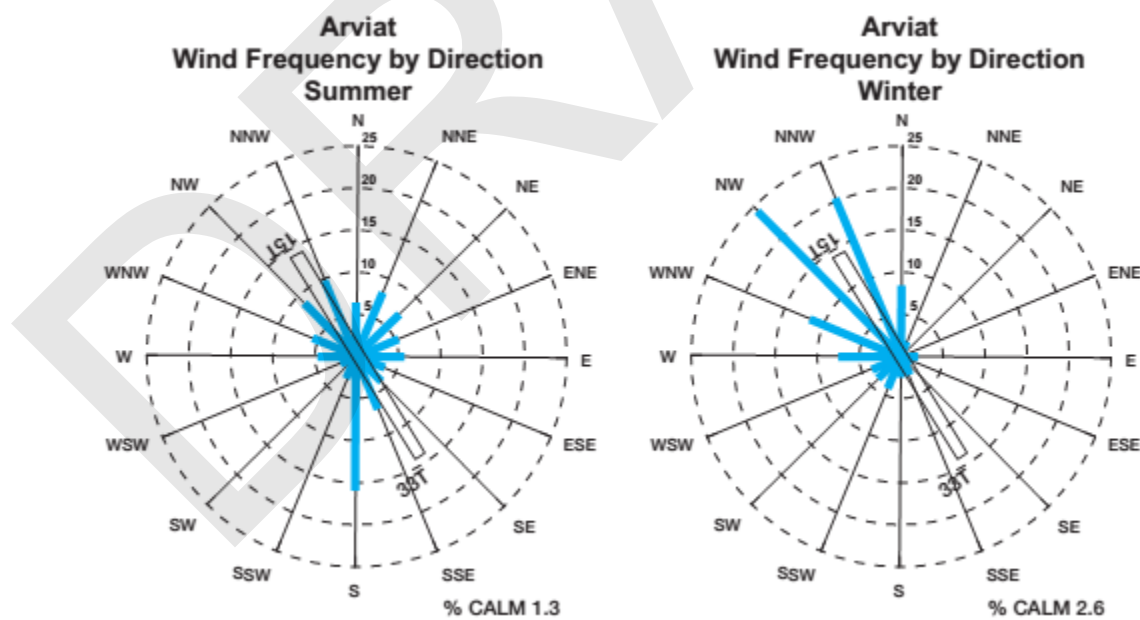 Arviat
Wind Frequency by Direction
Summer
N
NNW
25
NNE
NW
20
NE
15
15T
WNW
10
ENE
5
W
E
WSW
ESE
33T
SW
SE
SSW
SSE
S
% CALM 1.3
Arviat
Wind Frequency by Direction
Winter
N
NNW
25
NNE
NW
20
NE
15
15T
WNW
10
ENE
5
W
E
WSW
ESE
33T
SW
SE
SSW
SSE
S
% CALM 2.6